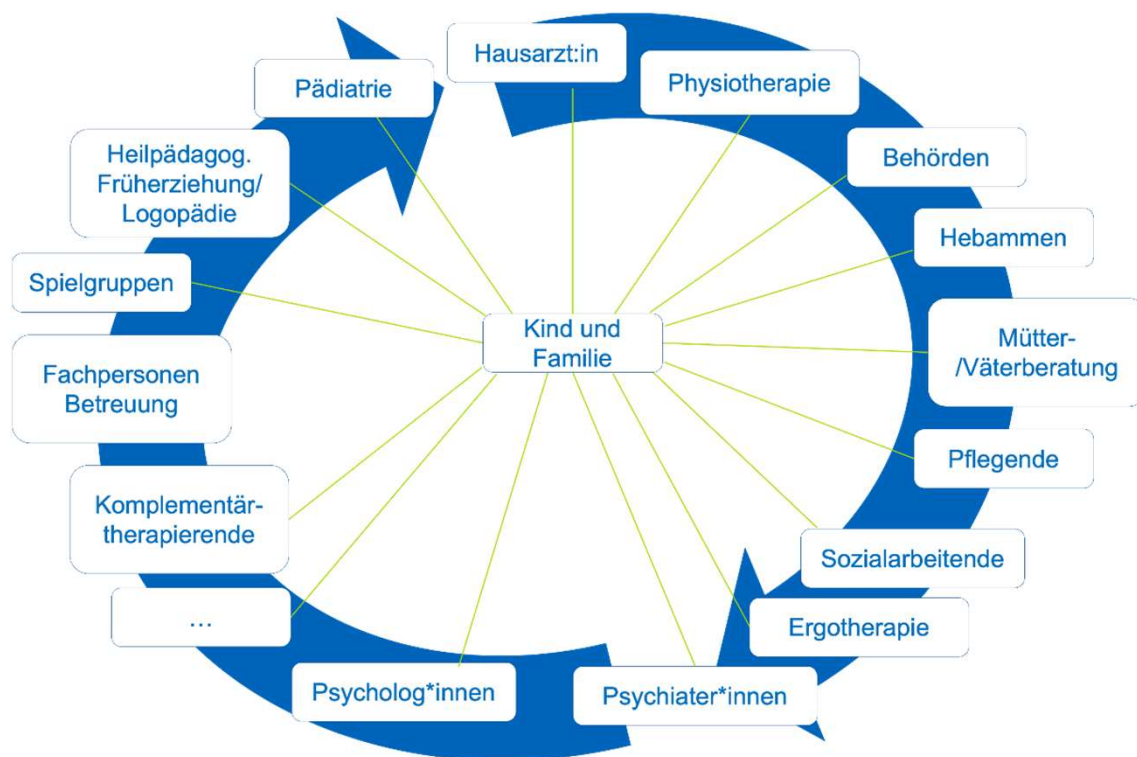 Hausarzt:in
Physiotherapie
Behörden
Hebammen
Mütter-
/Väterberatung
Pflegende
Sozialarbeitende
Ergotherapie
Psychiater*innen
Psycholog*innen
…
Komplementär-
therapierende
Fachpersonen
Betreuung
Spielgruppen
Heilpädagog.
Früherziehung/
Logopädie
Pädiatrie
Kind und
Familie